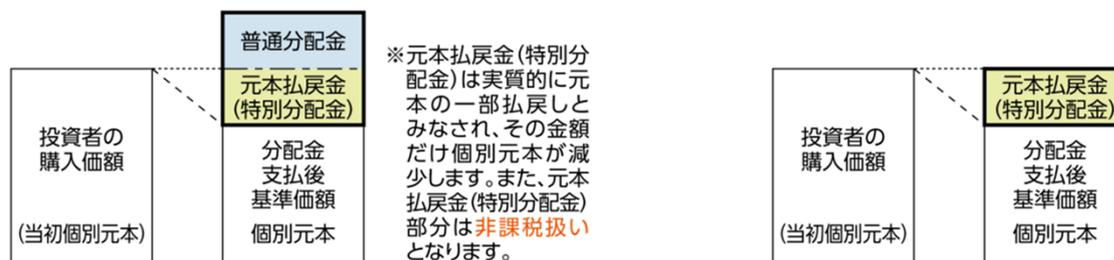 普通分配金
元本払戻金
(特別分配金)
投資者の
購入価額
(当初個別元本)
分配金
支払後
基準価額
個別元本
※元本払戻金(特別分
配金)は実質的に元
本の一部払戻しと
みなされ、その金額
だけ個別元本が減
少します。また、元本
払戻金(特別分配金)
部分は非課税扱い
となります。
投資者の
購入価額
(当初個別元本)
元本払戻金
(特別分配金)
分配金
支払後
基準価額
個別元本